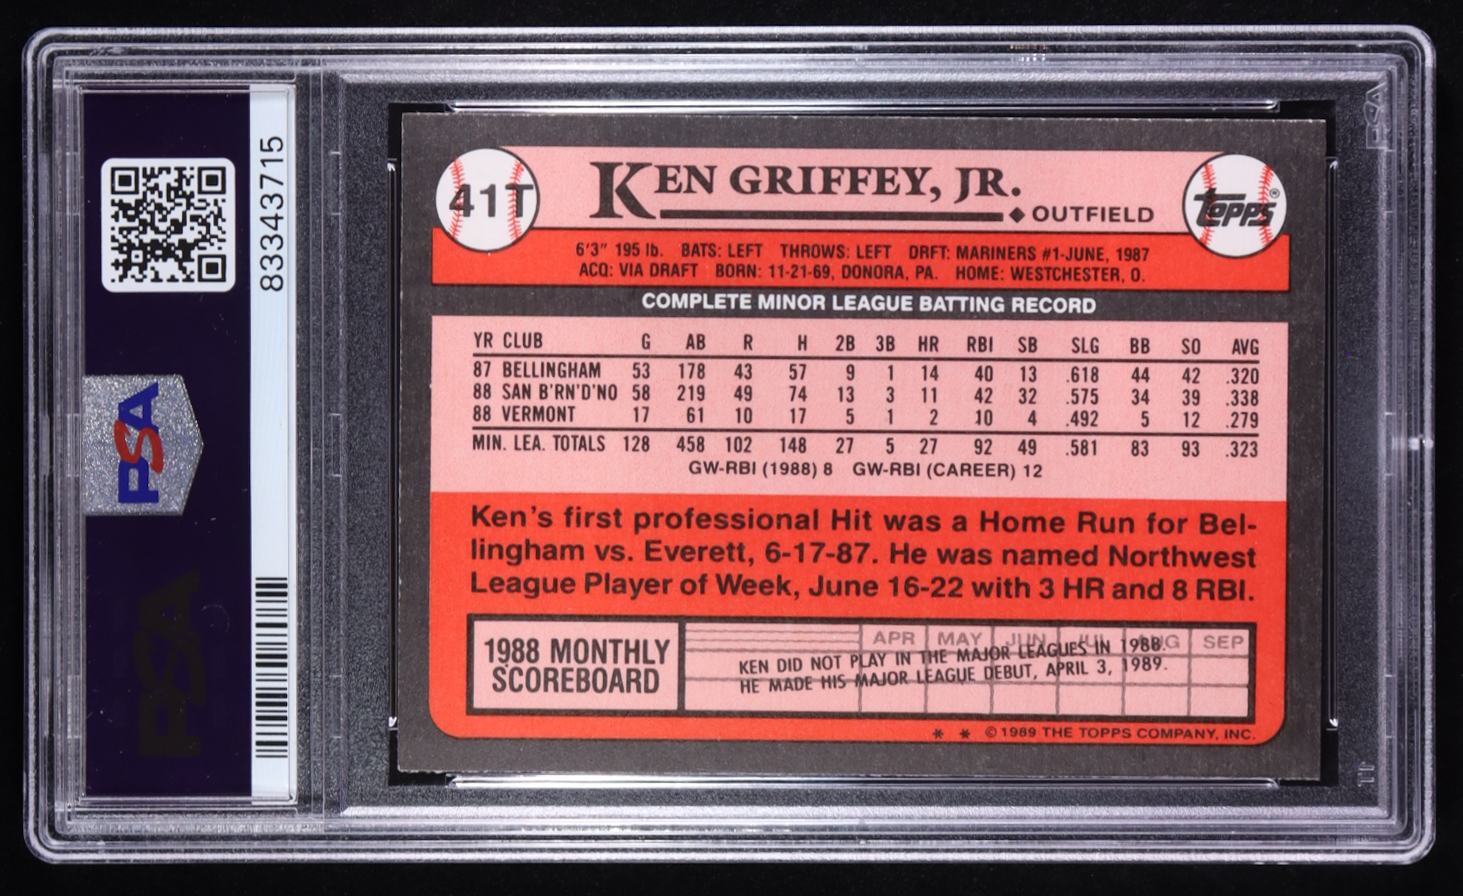 PSA
83343715
PSA
PSA
41T
KEN GRIFFEY, JR.
OUTFIELD
Topps®
6'3" 195 lb. BATS: LEFT THROWS: LEFT DRFT: MARINERS #1-JUNE, 1987
ACQ: VIA DRAFT BORN: 11-21-69, DONORA, PA. HOME: WESTCHESTER, O.
COMPLETE MINOR LEAGUE BATTING RECORD
YR CLUB G AB R H 2B 3B HR RBI SB SLG BB SO AVG
87 BELLINGHAM 53 178 43 57 9 1 14 40 13 .618 44 42 .320
88 SAN B'RN'D'NO 58 219 49 74 13 3 11 42 32 .575 34 39 .338
88 VERMONT 17 61 10 17 5 1 2 10 4 .492 5 12 .279
MIN. LEA. TOTALS 128 458 102 148 27 5 27 92 49 .581 83 93 .323
GW-RBI (1988) 8 GW-RBI (CAREER) 12
Ken's first professional Hit was a Home Run for Bel-
lingham vs. Everett, 6-17-87. He was named Northwest
League Player of Week, June 16-22 with 3 HR and 8 RBI.
1988 MONTHLY
SCOREBOARD
APR MAY JUN JUL AUG SEP
KEN DID NOT PLAY IN THE MAJOR LEAGUES IN 1988.
HE MADE HIS MAJOR LEAGUE DEBUT, APRIL 3, 1989.
* * © 1989 THE TOPPS COMPANY, INC.